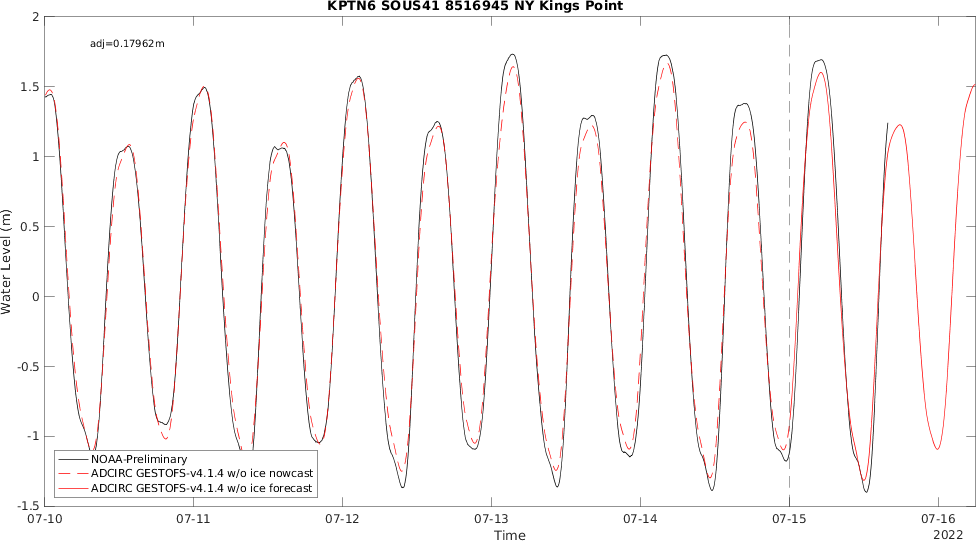 KPTN6 SOUS41 8516945 NY Kings Point
adj=0.17962m
Water Level (m)
2
1.5
1
0.5
0
-0.5
-1
-1.5
NOAA-Preliminary
ADCIRC GESTOFS-v4.1.4 w/o ice nowcast
ADCIRC GESTOFS-v4.1.4 w/o ice forecast
07-10 07-11 07-12 07-13 07-14 07-15 07-16
Time
2022